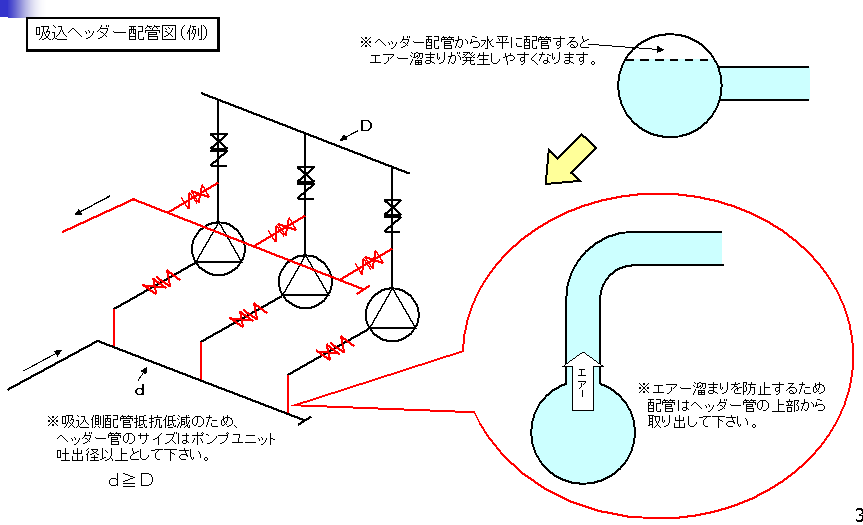 吸込ヘッダー配管図（例）
※ヘッダー配管から水平に配管すると
エアー溜まりが発生しやすくなります。
D
d
エアー
※エアー溜まりを防止するため
配管はヘッダー管の上部から
取り出して下さい。
※吸込側配管抵抗低減のため、
ヘッダー管のサイズはポンプユニット
吐出径以上として下さい。
d≧D
3